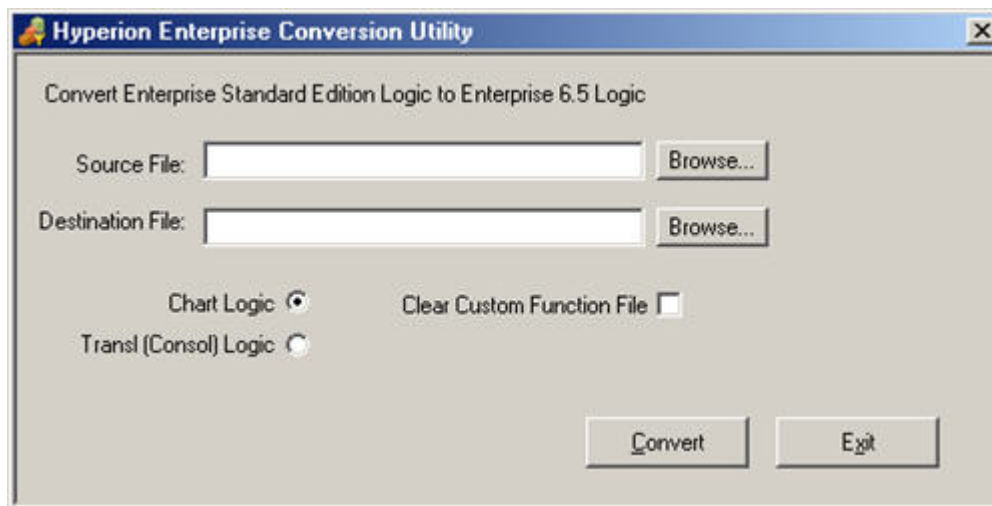 Hyperion Enterprise Conversion Utility
Convert Enterprise Standard Edition Logic to Enterprise 6.5 Logic
Source File: Browse...
Destination File: Browse...
Chart Logic Clear Custom Function File
Transl (Consol) Logic
Convert Exit